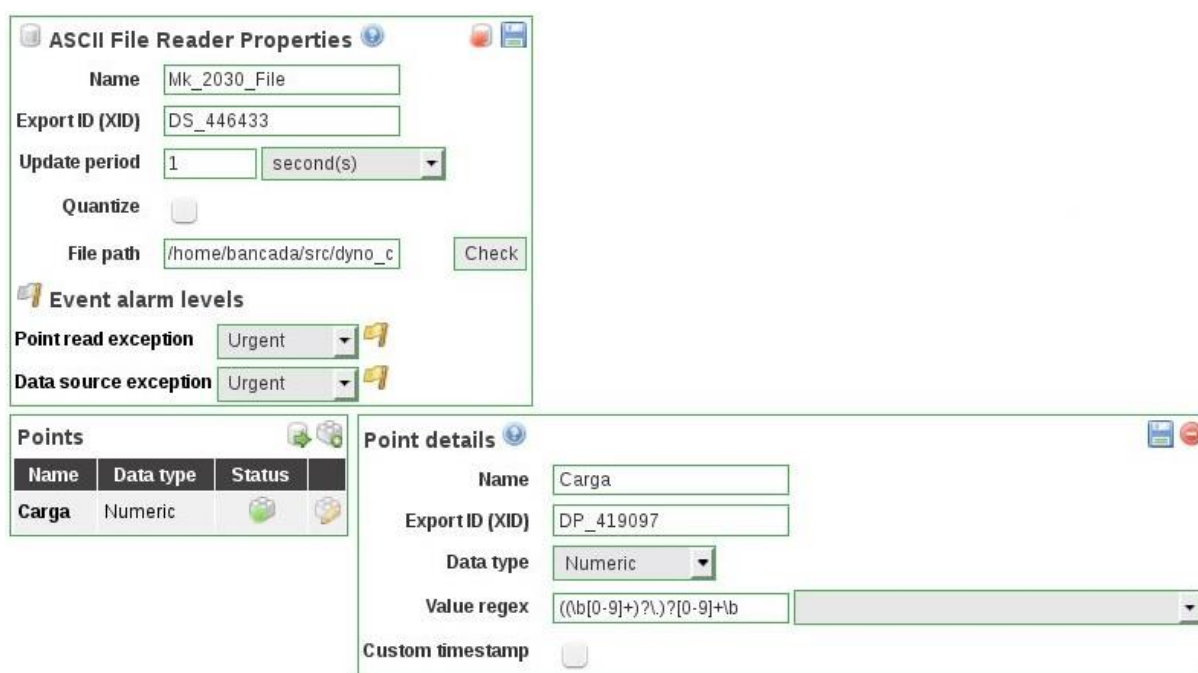 ASCII File Reader Properties
Name Mk_2030_File
Export ID (XID) DS_446433
Update period 1 second(s)
Quantize
File path /home/bancada/src/dyno_c Check
Event alarm levels
Point read exception Urgent
Data source exception Urgent
Points
Name Data type Status
Carga Numeric
Point details
Name Carga
Export ID (XID) DP_419097
Data type Numeric
Value regex ((\b[0-9]+)?\.)?[0-9]+\b
Custom timestamp